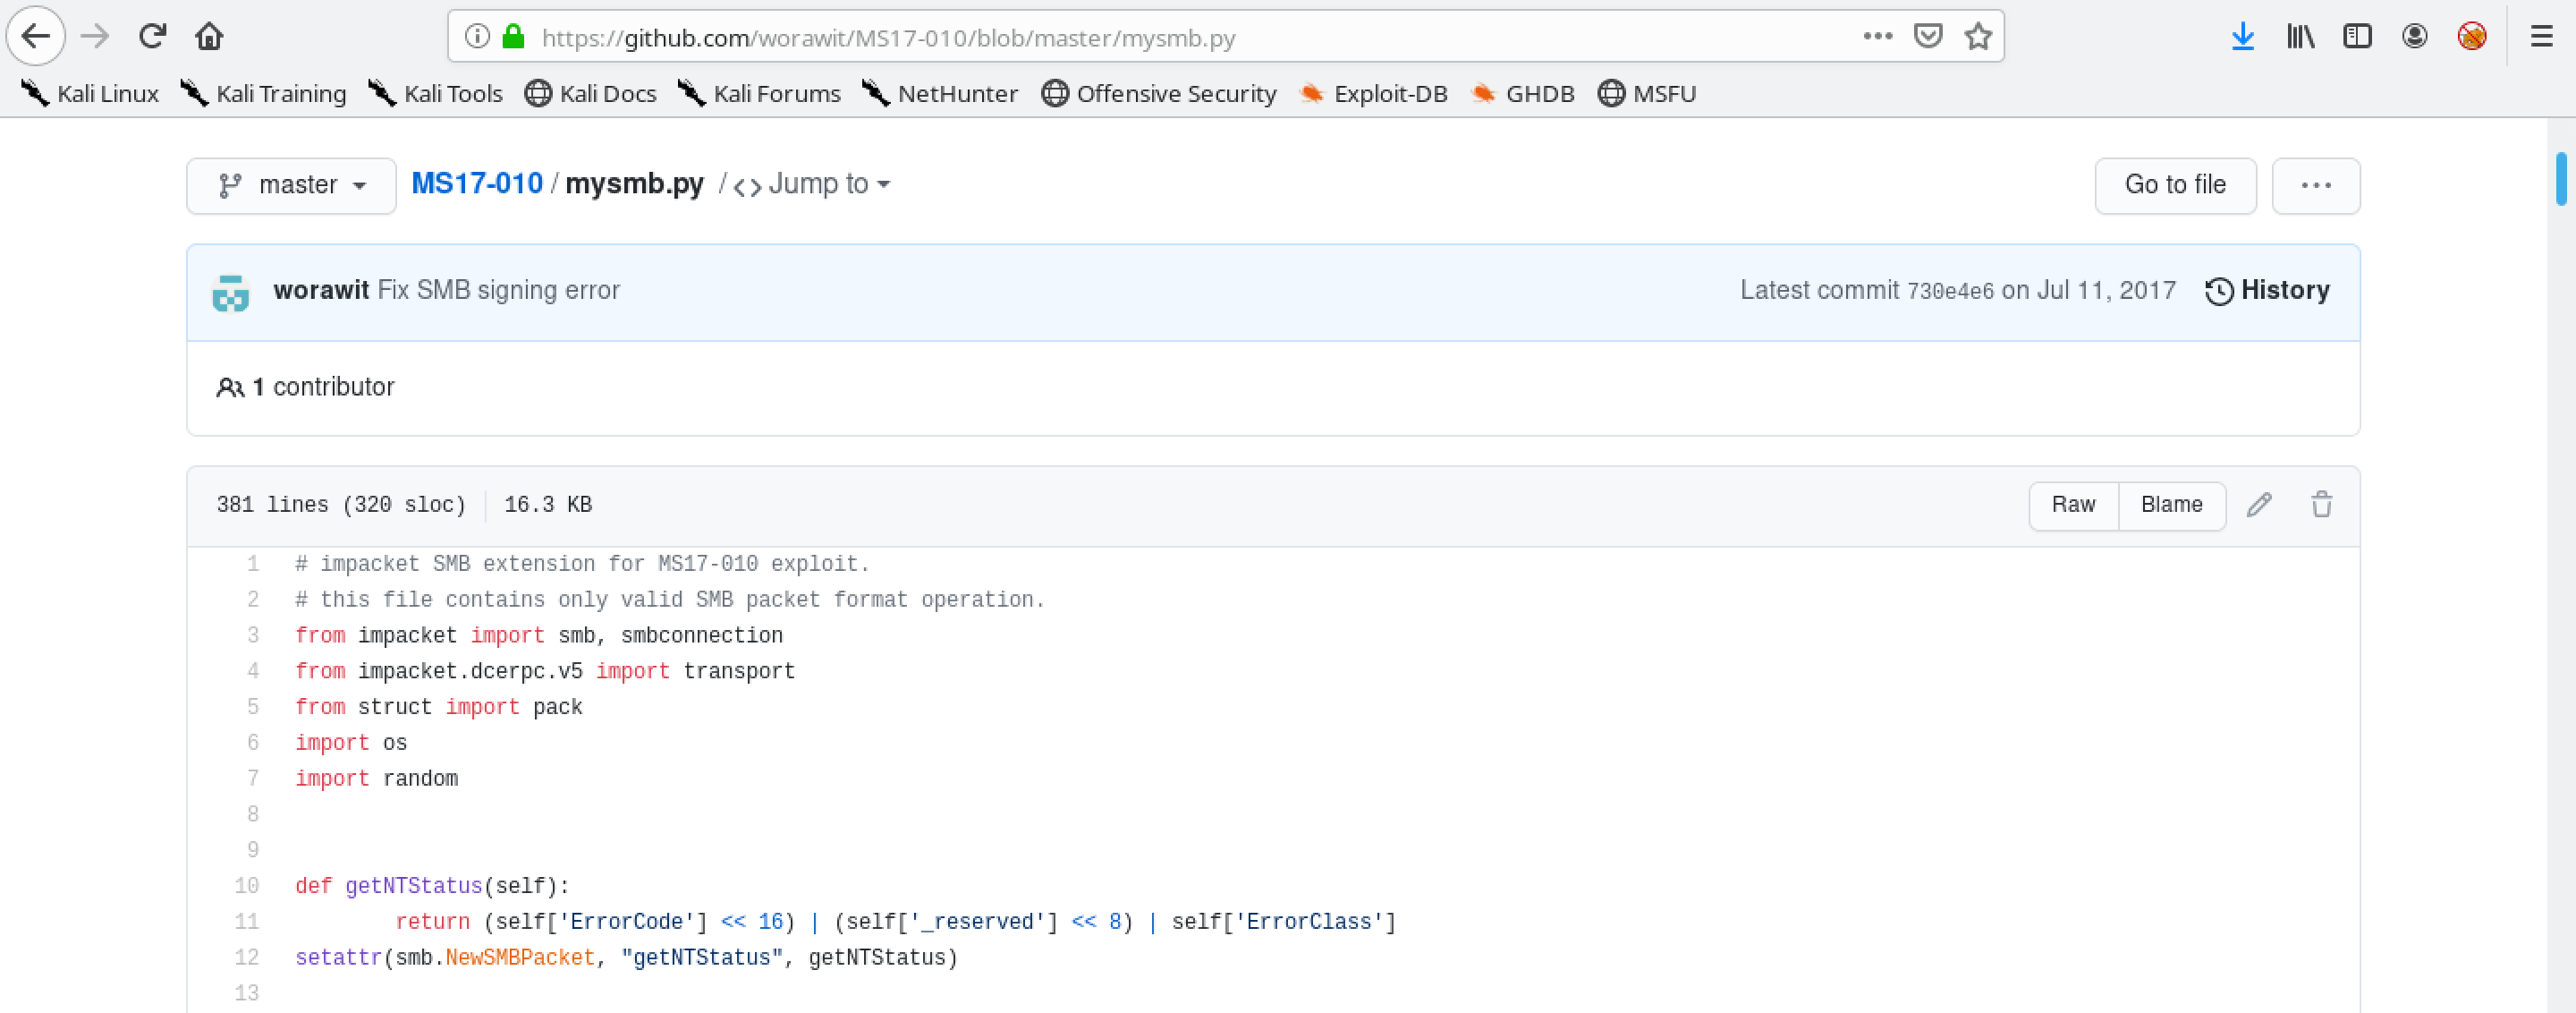 https://github.com/worawit/MS17-010/blob/master/mysmb.py
Kali Linux Kali Training Kali Tools Kali Docs Kali Forums NetHunter Offensive Security Exploit-DB GHDB MSFU
master MS17-010 / mysmb.py / <> Jump to Go to file ...
worawit Fix SMB signing error Latest commit 730e4e6 on Jul 11, 2017 History
1 contributor
381 lines (320 sloc) 16.3 KB Raw Blame
1 # impacket SMB extension for MS17-010 exploit.
2 # this file contains only valid SMB packet format operation.
3 from impacket import smb, smbconnection
4 from impacket.dcerpc.v5 import transport
5 from struct import pack
6 import os
7 import random
8
9
10 def getNTStatus(self):
11 return (self['ErrorCode'] << 16) | (self['_reserved'] << 8) | self['ErrorClass']
12 setattr(smb.NewSMBPacket, "getNTStatus", getNTStatus)
13